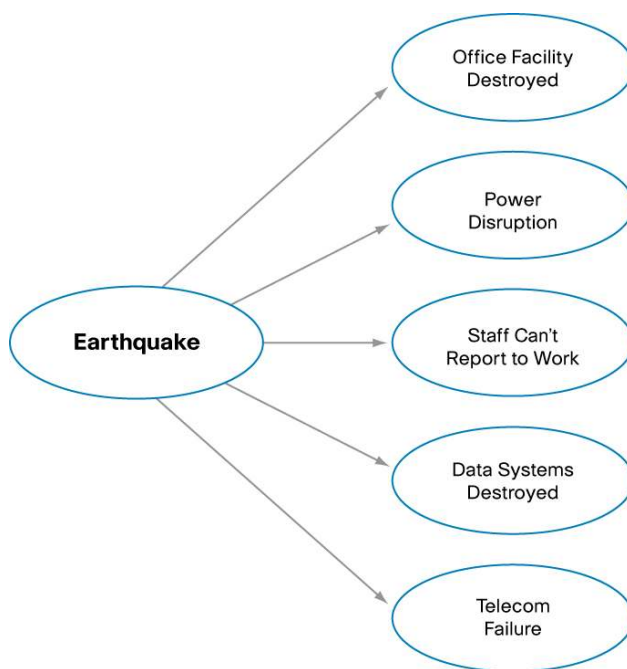 Office Facility
Destroyed
Power
Disruption
Earthquake
Staff Can’t
Report to Work
Data Systems
Destroyed
Telecom
Failure